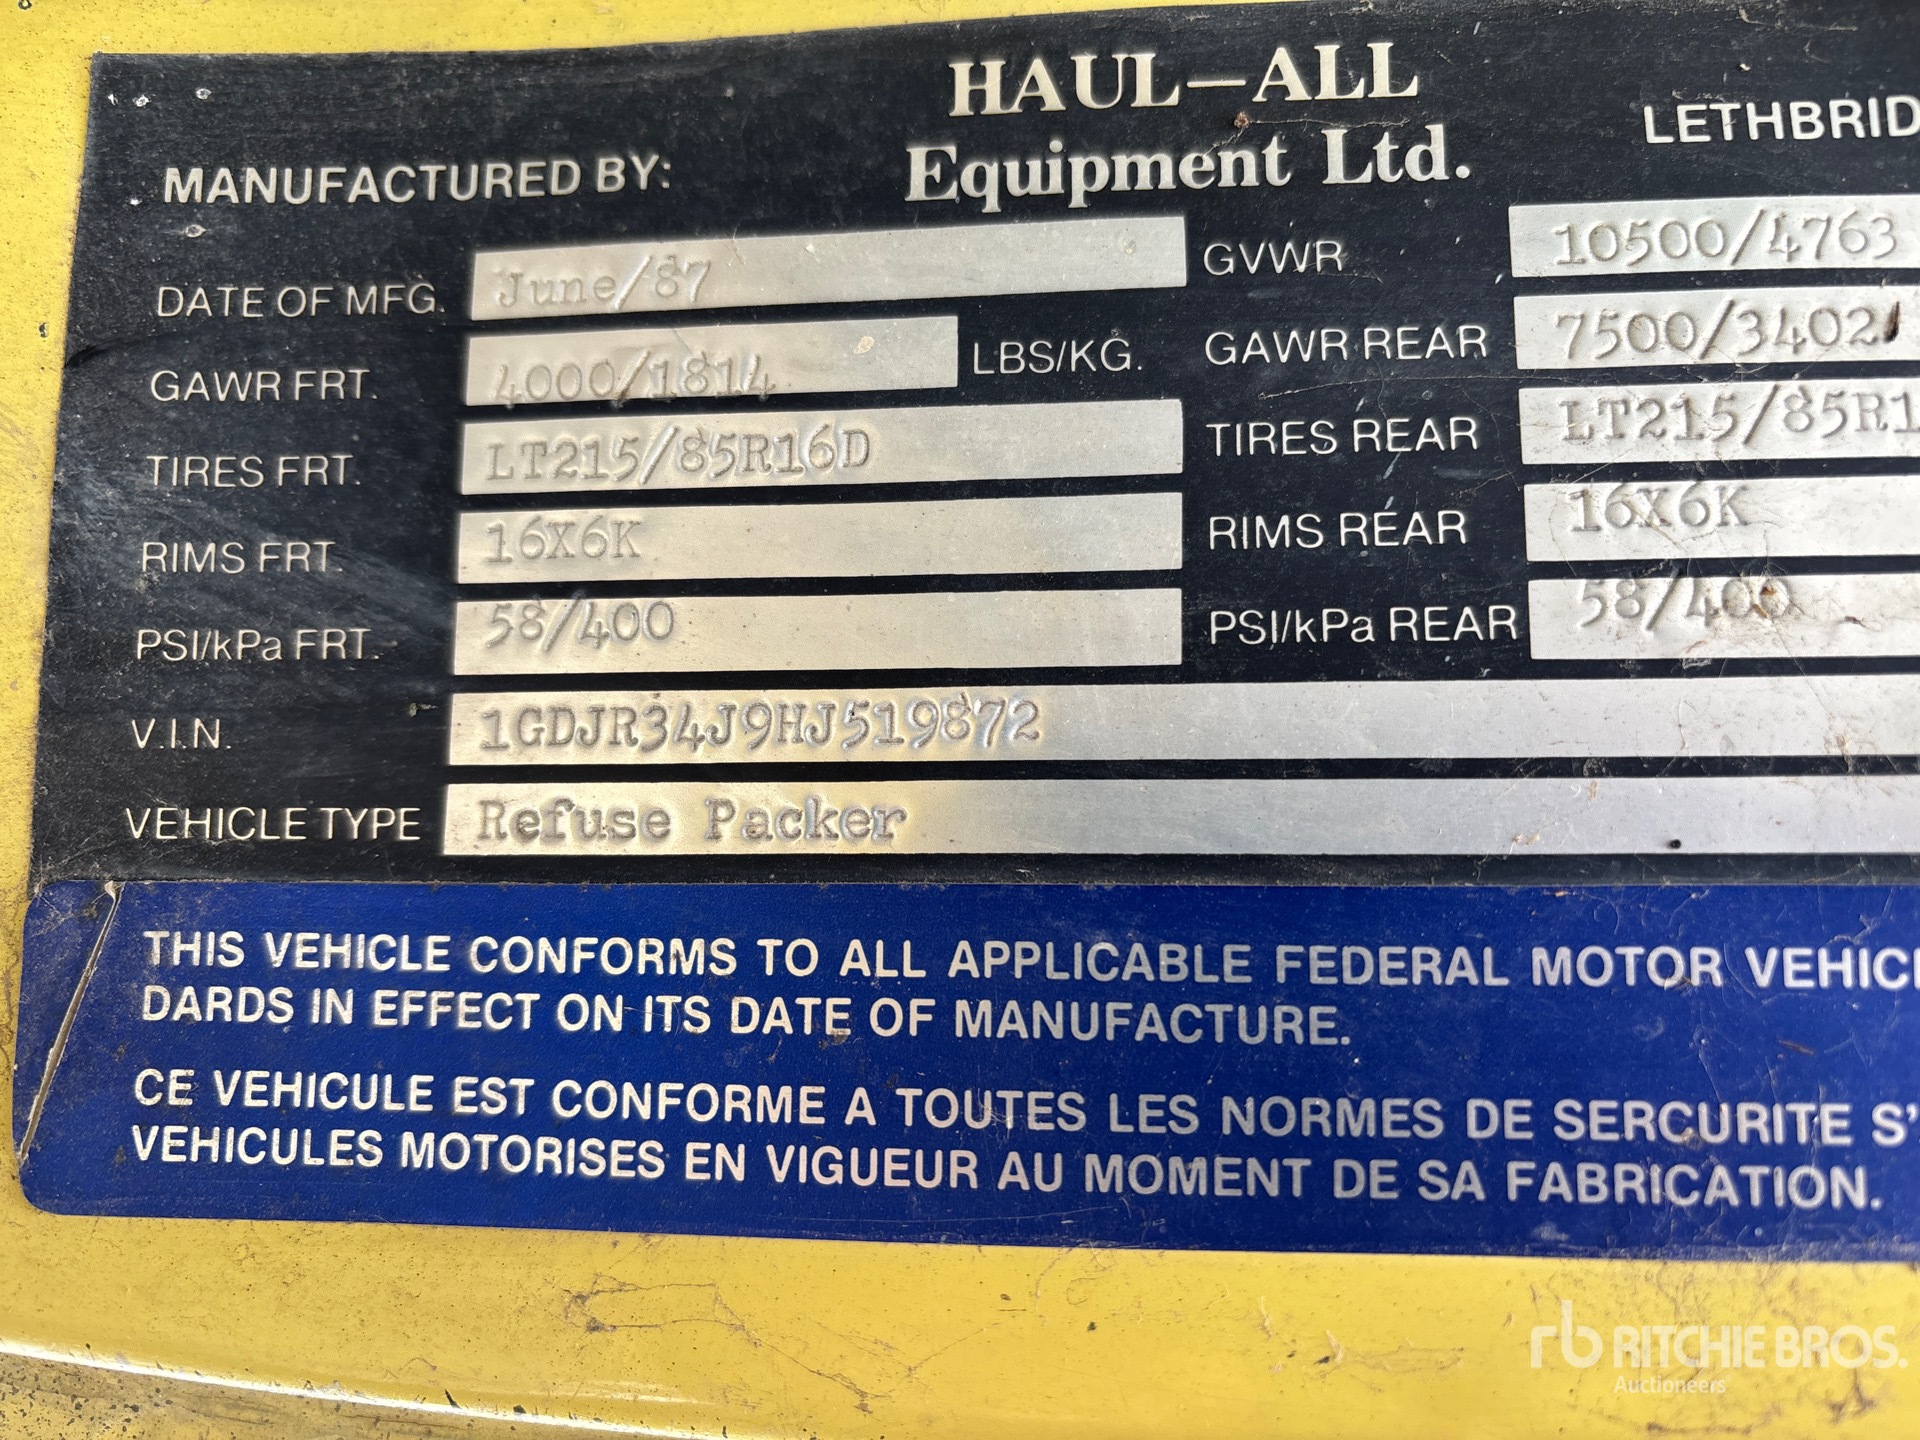 HAUL-ALL
MANUFACTURED BY: Equipment Ltd.
DATE OF MFG. June/87 GVWR 10500/4763
GAWR FRT. 4000/1814 LBS/KG. GAWR REAR 7500/3402
TIRES FRT. LT215/85R16D TIRES REAR LT215/85R1
RIMS FRT. 16X6K RIMS REAR 16X6K
PSI/kPa FRT. 58/400 PSI/kPa REAR 58/400
V.I.N. 1GDJR34J9HJ519872
VEHICLE TYPE Refuse Packer
THIS VEHICLE CONFORMS TO ALL APPLICABLE FEDERAL MOTOR
DARDS IN EFFECT ON ITS DATE OF MANUFACTURE.
CE VEHICULE EST CONFORME A TOUTES LES NORMES DE SERCURITE S'
VEHICULES MOTORISES EN VIGUEUR AU MOMENT DE SA FABRICATION.
rb RITCHIE BROS.
Auctioneers